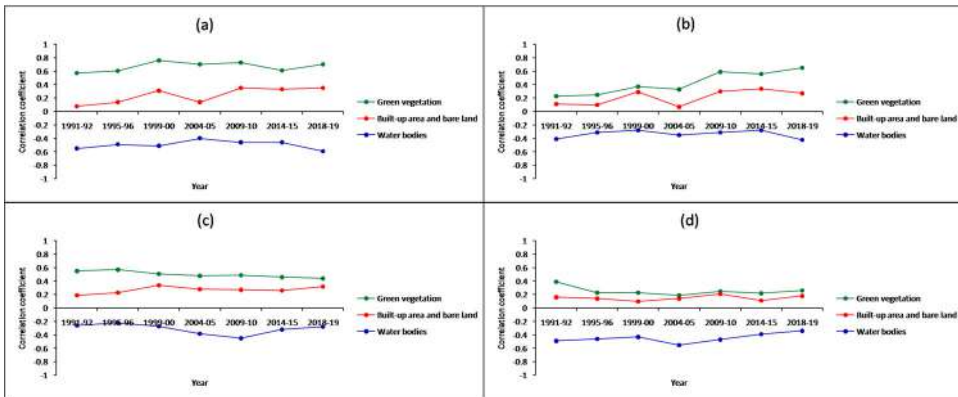 (a)
Correlation coefficient
1
0.8
0.6
0.4
0.2
0
-0.2
-0.4
-0.6
-0.8
-1
1991-92 1995-96 1999-00 2004-05 2009-10 2014-15 2018-19
Year
Green vegetation
Built-up area and bare land
Water bodies
(b)
Correlation coefficient
1
0.8
0.6
0.4
0.2
0
-0.2
-0.4
-0.6
-0.8
-1
1991-92 1995-96 1999-00 2004-05 2009-10 2014-15 2018-19
Year
Green vegetation
Built-up area and bare land
Water bodies
(c)
Correlation coefficient
1
0.8
0.6
0.4
0.2
0
-0.2
-0.4
-0.6
-0.8
-1
1991-92 1995-96 1999-00 2004-05 2009-10 2014-15 2018-19
Year
Green vegetation
Built-up area and bare land
Water bodies
(d)
Correlation coefficient
1
0.8
0.6
0.4
0.2
0
-0.2
-0.4
-0.6
-0.8
-1
1991-92 1995-96 1999-00 2004-05 2009-10 2014-15 2018-19
Year
Green vegetation
Built-up area and bare land
Water bodies